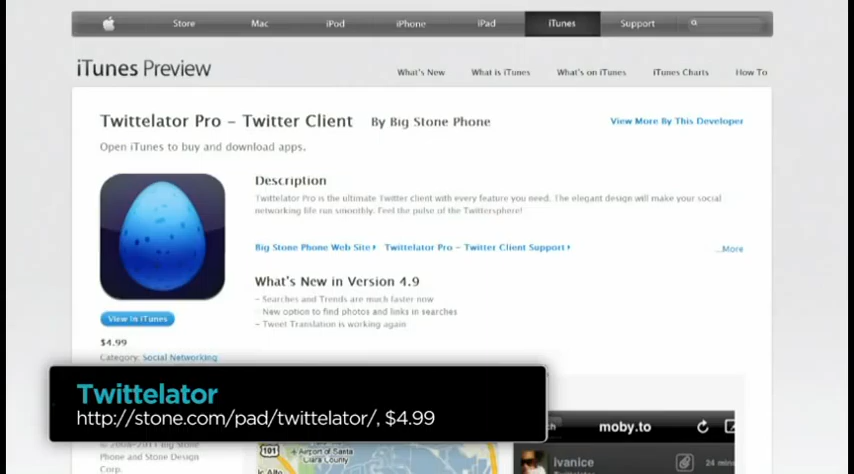 Store Mac iPod iPhone iPad iTunes Support
iTunes Preview
What's New What is iTunes What's on iTunes iTunes Charts How To
Twittelator Pro – Twitter Client By Big Stone Phone
View More By This Developer
Open iTunes to buy and download apps.
Description
Twittelator Pro is the ultimate Twitter client with every feature you need. The elegant design will make your social
networking life run smoothly. Feel the pulse of the Twittersphere!
Big Stone Phone Web Site Twittelator Pro – Twitter Client Support
...More
What's New in Version 4.9
– Searches and Trends are much faster now
New option to find photos and links in searches
– Tweet Translation is working again
View In iTunes
$4.99
Category: Social Networking
Twittelator
http://stone.com/pad/twittelator/, $4.99
Big Stone
Phone and Stone Design
Corp.
101
Airport of Santa
Clara County
moby.to
ivanice
24 min